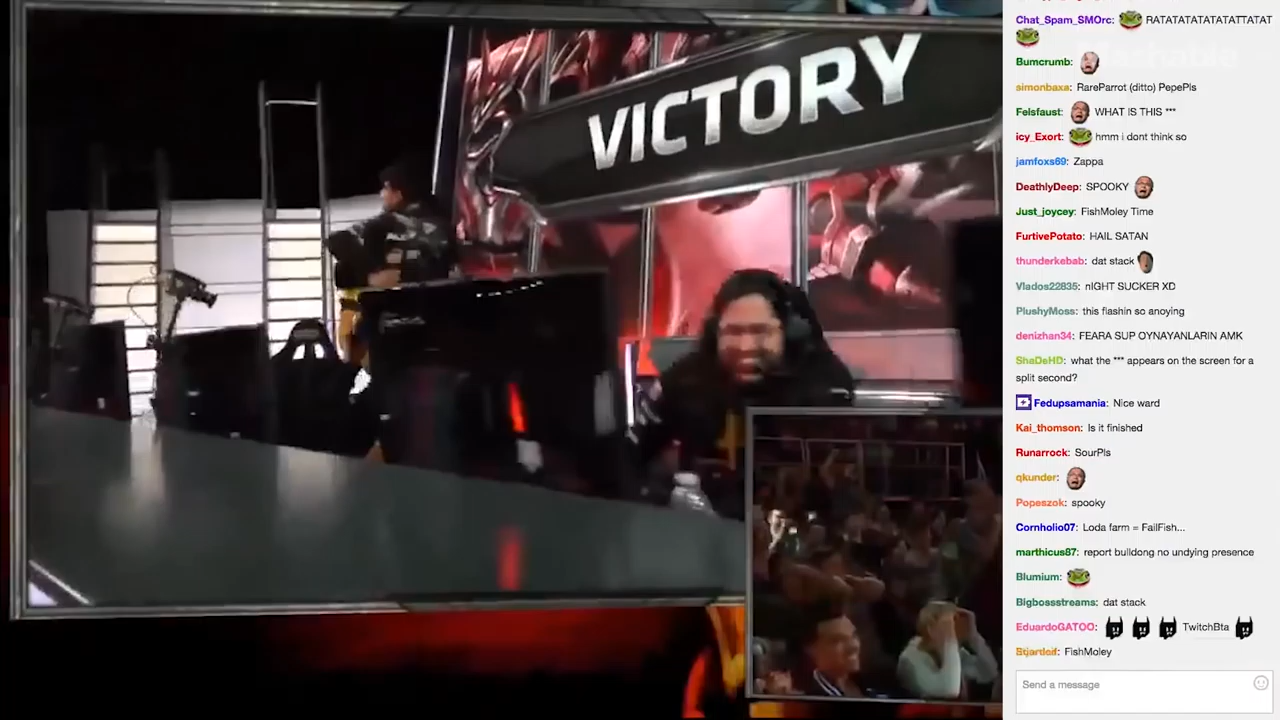 VICTORY
Mashable
Chat_Spam_SMOrc: RATATATATATATATTATAT
Bumcrumb:
simonbaxa: RareParrot (ditto) PepePls
Felsfaust: WHAT IS THIS ***
icy_Exort: hmm i dont think so
jamfoxs69: Zappa
DeathlyDeep: SPOOKY
Just_joycey: FishMoley Time
FurtivePotato: HAIL SATAN
thunderkebab: dat stack
Vlados22835: nIGHT SUCKER XD
PlushyMoss: this flashin so anoying
denizhan34: FEARA SUP OYNAYANLARIN AMK
ShaDeHD: what the *** appears on the screen for a
split second?
Fedupsamania: Nice ward
Kai_thomson: Is it finished
Runarrock: SourPls
qkunder:
Popeszok: spooky
Cornholio07: Loda farm = FailFish...
marthicus87: report bulldong no undying presence
Blumium:
Bigbossstreams: dat stack
EduardoGATOO: TwitchBta
FishMoley
Send a message